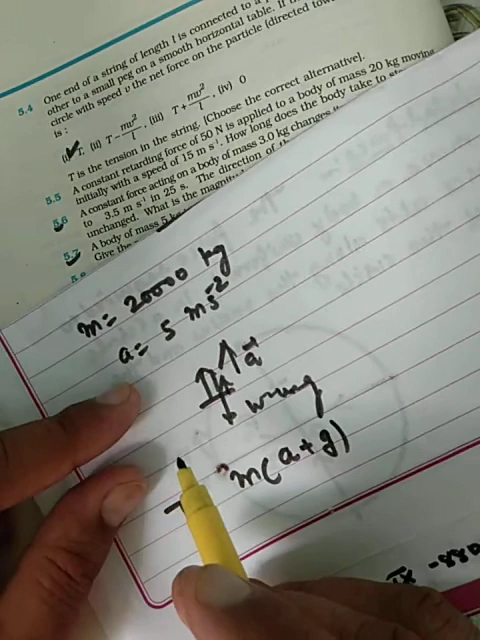 5.4 One end of a string of length l is connected to a
other to a small peg on a smooth horizontal table. If
circle with speed υ the net force on the particle (directed
is :
T, (ii) T - mυ²/l, (iii) T + mυ²/l, (iv) 0
T is the tension in the string. [Choose the correct alternative].
5.5 A constant retarding force of 50 N is applied to a body of mass 20 kg moving
initially with a speed of 15 m s⁻¹. How long does the body take to
5.6 A constant force acting on a body of mass 3.0 kg changes
to 3.5 m s⁻¹ in 25 s. The direction of
unchanged. What is the
5.7 A body of mass 5
Give the
m = 20000 kg
a = 5 ms⁻²
a
w = mg
m(a+g)